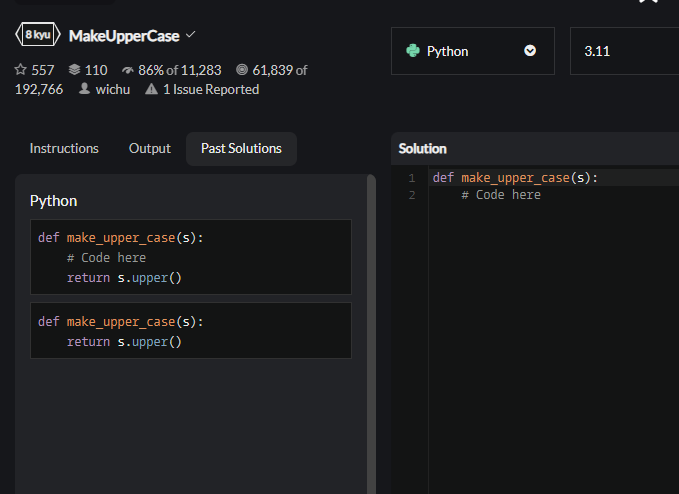 8 kyu MakeUpperCase
557 110 86% of 11,283 61,839 of
192,766 wichu 1 Issue Reported
Python 3.11
Instructions Output Past Solutions
Python
def make_upper_case(s):
    # Code here
    return s.upper()
def make_upper_case(s):
    return s.upper()
Solution
1 def make_upper_case(s):
2     # Code here